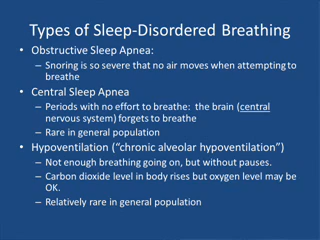 Types of Sleep-Disordered Breathing
• Obstructive Sleep Apnea:
– Snoring is so severe that no air moves when attempting to
breathe
• Central Sleep Apnea
– Periods with no effort to breathe: the brain (central
nervous system) forgets to breathe
– Rare in general population
• Hypoventilation (“chronic alveolar hypoventilation”)
– Not enough breathing going on, but without pauses.
– Carbon dioxide level in body rises but oxygen level may be
OK.
– Relatively rare in general population